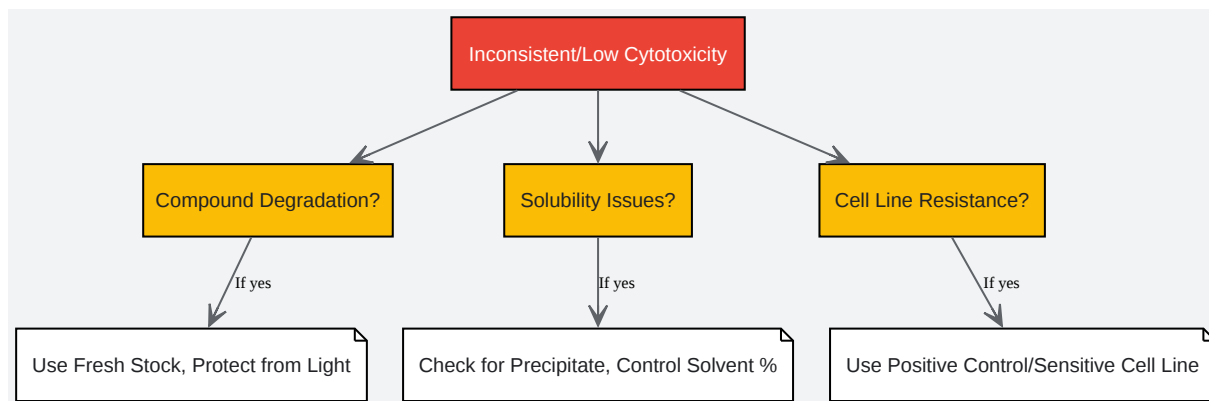 Inconsistent/Low Cytotoxicity
Compound Degradation?
Solubility Issues?
Cell Line Resistance?
If yes
If yes
If yes
Use Fresh Stock, Protect from Light
Check for Precipitate, Control Solvent %
Use Positive Control/Sensitive Cell Line